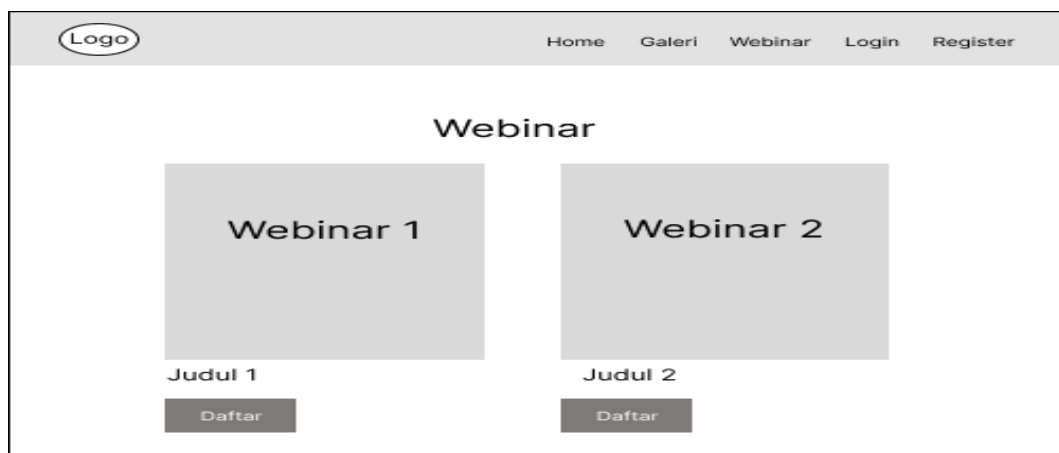 Logo Home Galeri Webinar Login Register
Webinar
Webinar 1 Webinar 2
Judul 1 Judul 2
Daftar Daftar